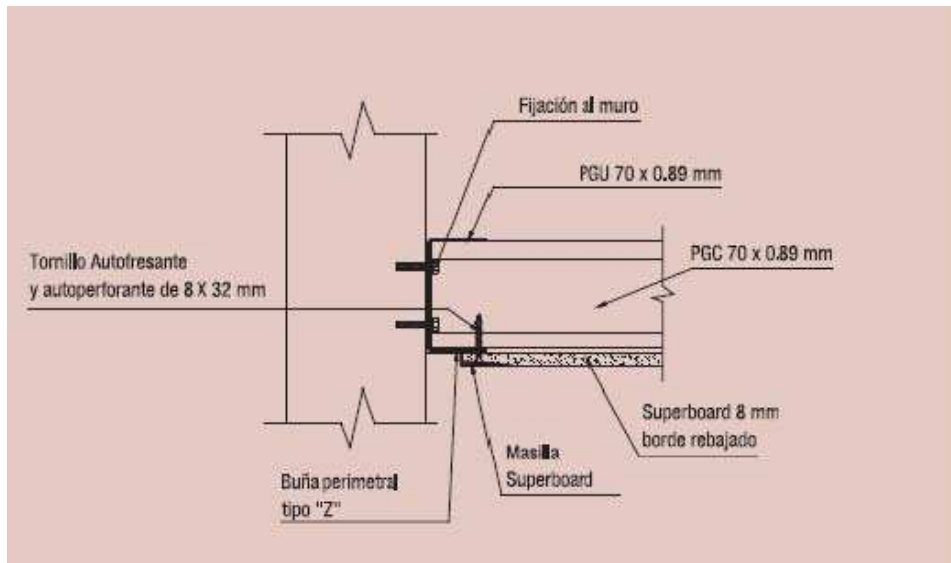 Fijación al muro
PGU 70 x 0.89 mm
PGC 70 x 0.89 mm
Tornillo Autofresante
y autoperforante de 8 X 32 mm
Superboard 8 mm
borde rebajado
Masilla
Superboard
Buña perimetral
tipo "Z"